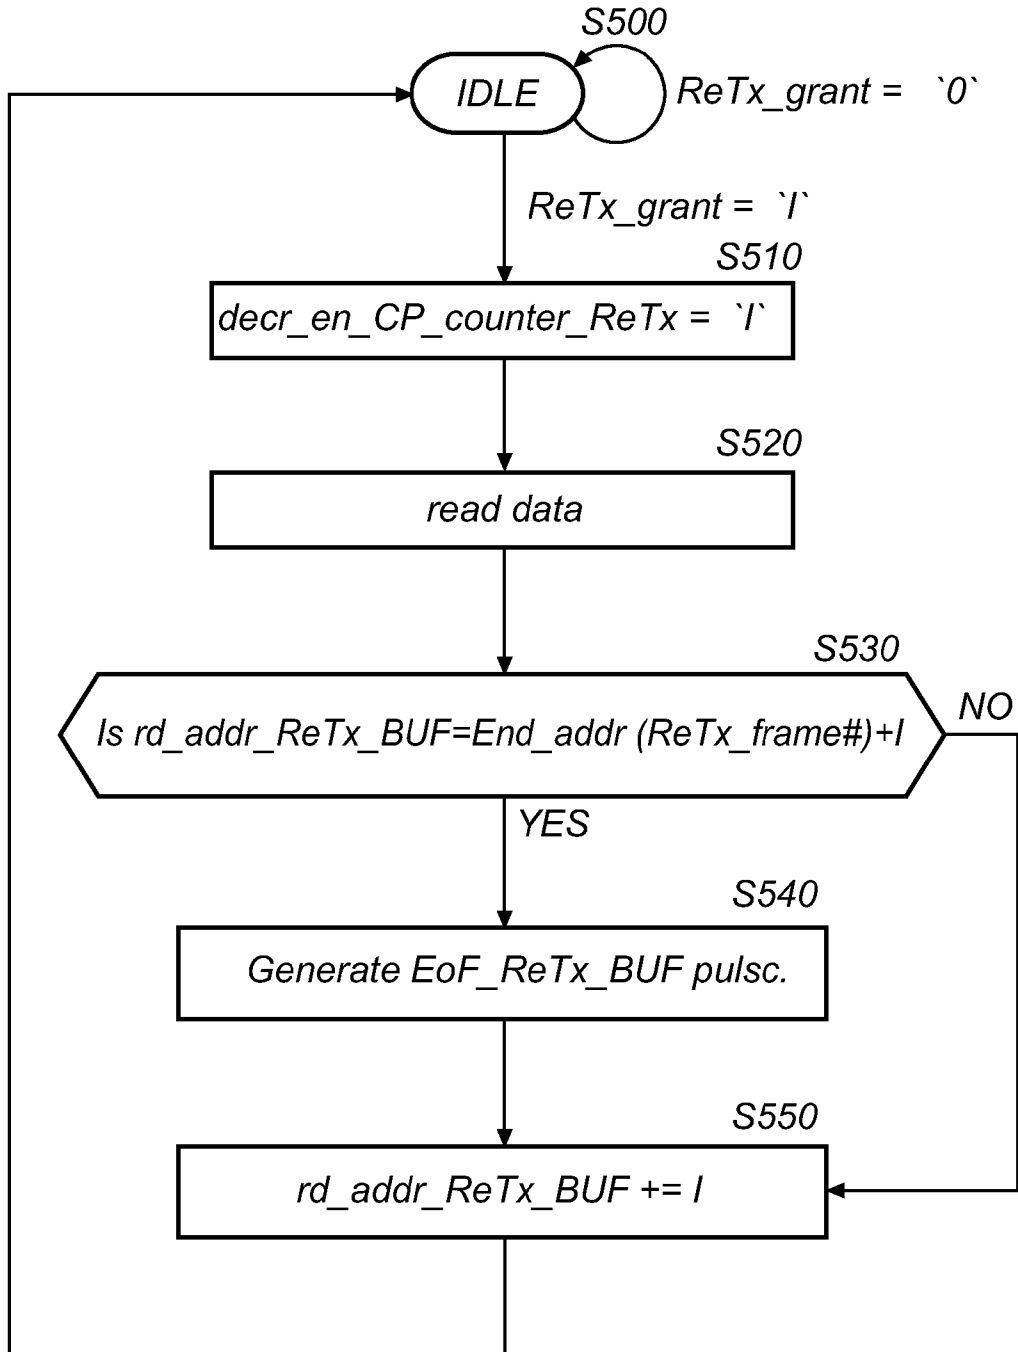 S500
IDLE
ReTx_grant = `0`
ReTx_grant = `I`
S510
decr_en_CP_counter_ReTx = `I`
S520
read data
S530
Is rd_addr_ReTx_BUF=End_addr (ReTx_frame#)+I
NO
YES
S540
Generate EoF_ReTx_BUF pulsc.
S550
rd_addr_ReTx_BUF += I